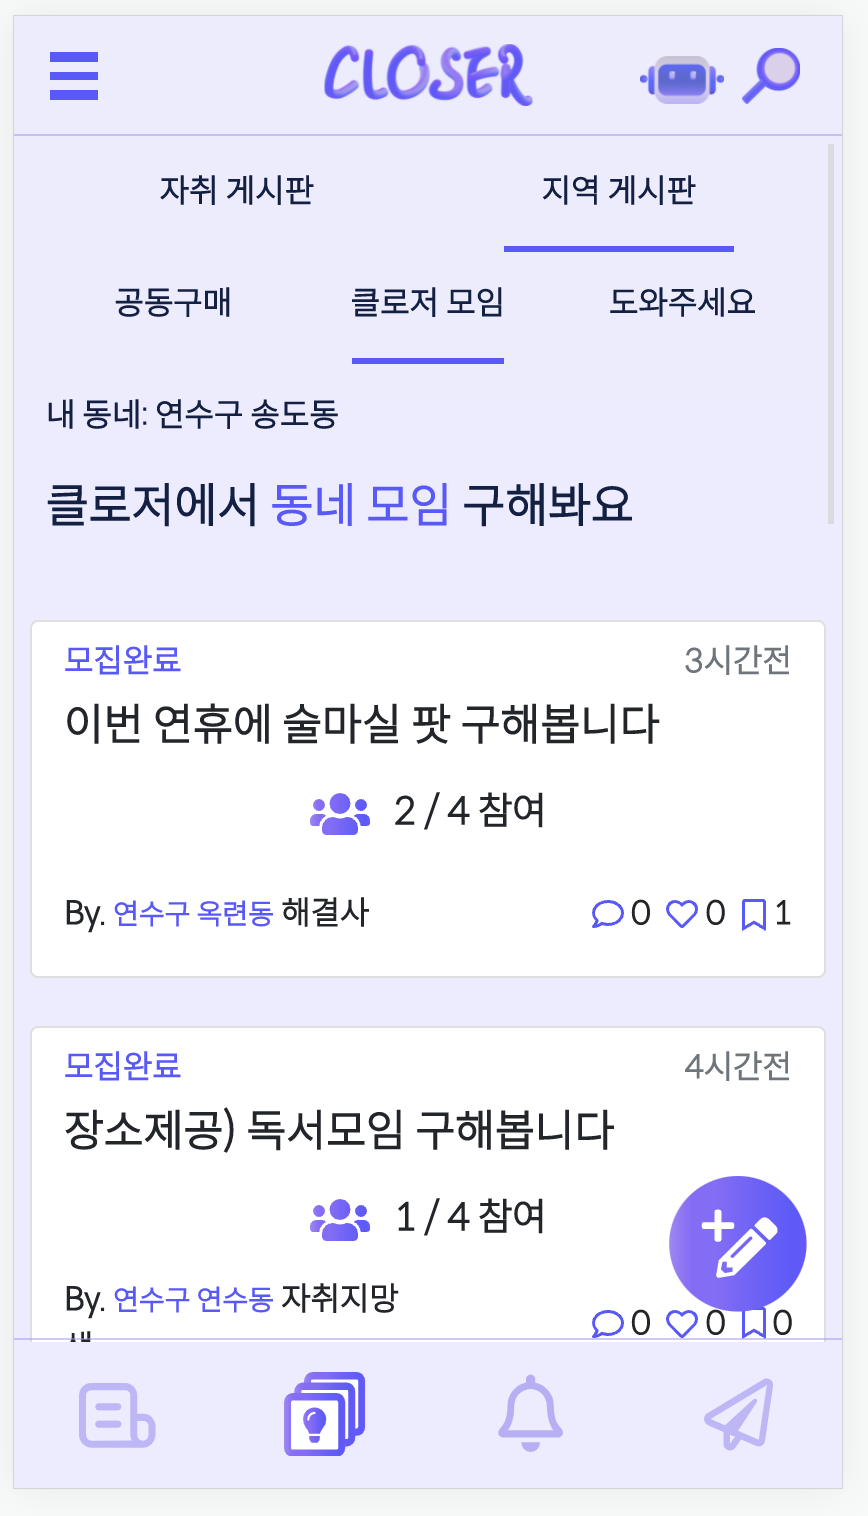 CLOSER
자취 게시판 지역 게시판
공동구매 클로저 모임 도와주세요
내 동네: 연수구 송도동
클로저에서 동네 모임 구해봐요
모집완료 3시간전
이번 연휴에 술마실 팟 구해봅니다
2 / 4 참여
By. 연수구 옥련동 해결사 0 0 1
모집완료 4시간전
장소제공) 독서모임 구해봅니다
1 / 4 참여
By. 연수구 연수동 자취지망
0 0 0